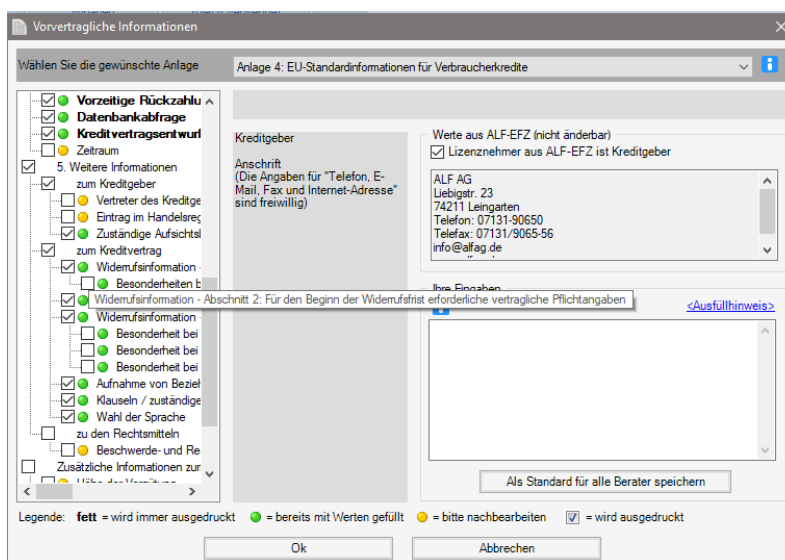 Vorvertragliche Informationen
Wählen Sie die gewünschte Anlage
Anlage 4: EU-Standardinformationen für Verbraucherkredite
Vorzeitige Rückzahlu
Datenbankabfrage
Kreditvertragsentwurf
Zeitraum
5. Weitere Informationen
zum Kreditgeber
Vertreter des Kreditge
Eintrag im Handelsreg
Zuständige Aufsichtsl
zum Kreditvertrag
Widerrufsinformation -
Besonderheiten b
Widerrufsinformation - Abschnitt 2: Für den Beginn der Widerrufsfrist erforderliche vertragliche Pflichtangaben
Widerrufsinformation -
Besonderheit bei
Besonderheit bei
Besonderheit bei
Aufnahme von Bezieh
Klauseln / zuständige
Wahl der Sprache
zu den Rechtsmitteln
Beschwerde- und Re
Zusätzliche Informationen zur
Höhe der Vergütung
Kreditgeber
Anschrift
(Die Angaben für "Telefon, E-
Mail, Fax und Internet-Adresse"
sind freiwillig)
Werte aus ALF-EFZ (nicht änderbar)
Lizenznehmer aus ALF-EFZ ist Kreditgeber
ALF AG
Liebigstr. 23
74211 Leingarten
Telefon: 07131-90650
Telefax: 07131/9065-56
info@alfag.de
Ihre Eingaben
<Ausfüllhinweis>
Als Standard für alle Berater speichern
Legende: fett = wird immer ausgedruckt = bereits mit Werten gefüllt = bitte nachbearbeiten = wird ausgedruckt
Ok
Abbrechen